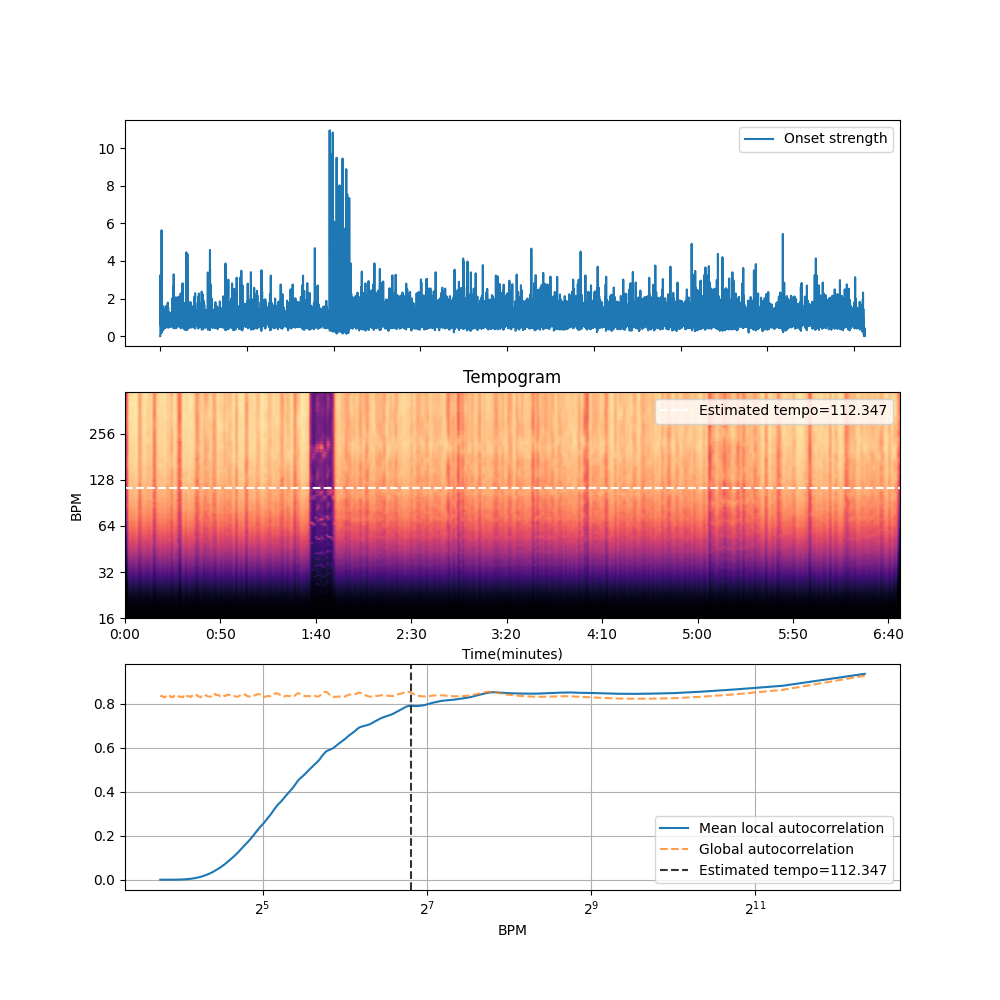 Onset strength
10
8
6
4
2
0
Tempogram
Estimated tempo=112.347
256
128
64
32
16
BPM
0:00 0:50 1:40 2:30 3:20 4:10 5:00 5:50 6:40
Time(minutes)
0.8
0.6
0.4
0.2
0.0
Mean local autocorrelation
Global autocorrelation
Estimated tempo=112.347
2^5 2^7 2^9 2^11
BPM